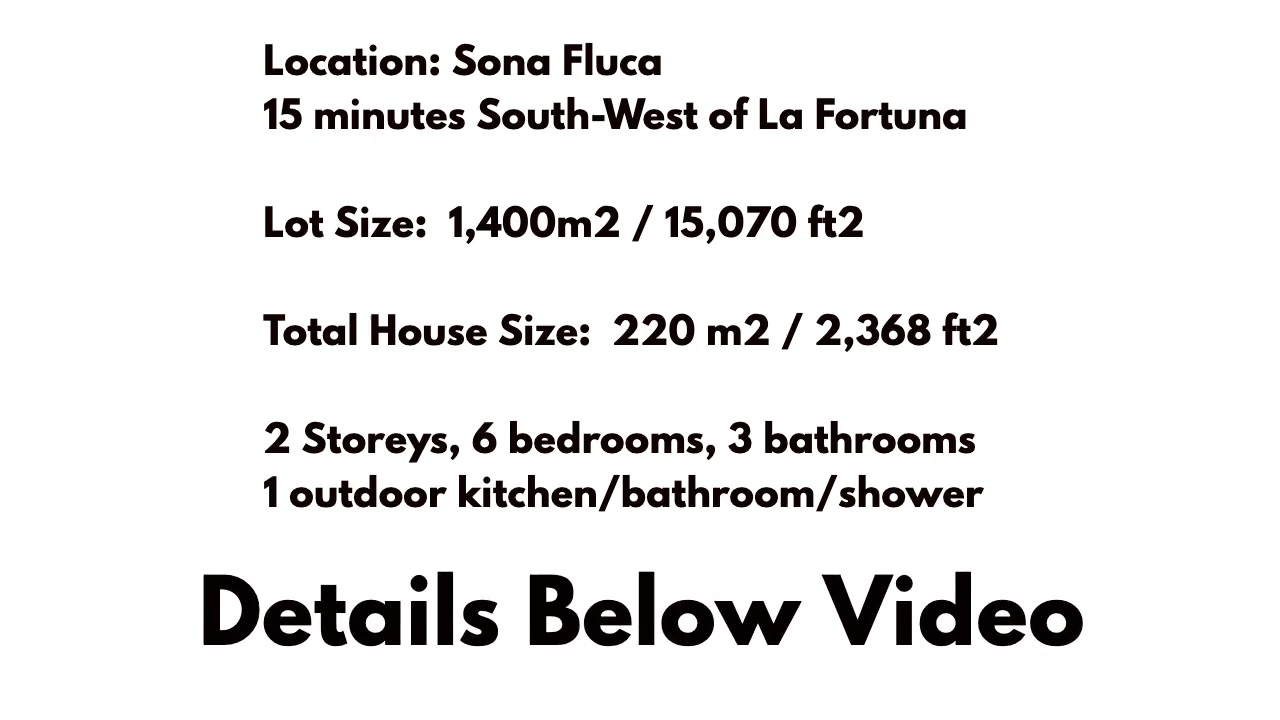 Location: Sona Fluca
15 minutes South-West of La Fortuna
Lot Size: 1,400m2 / 15,070 ft2
Total House Size: 220 m2 / 2,368 ft2
2 Storeys, 6 bedrooms, 3 bathrooms
1 outdoor kitchen/bathroom/shower
Details Below Video